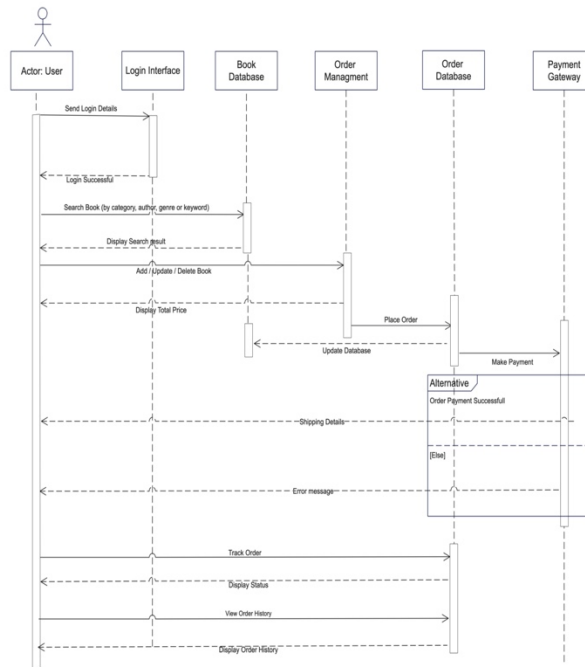 Actor: User
Login Interface
Book
Database
Order
Managment
Order
Database
Payment
Gateway
Send Login Details
Login Successful
Search Book (by category, author, genre or keyword)
Display Search result
Add / Update / Delete Book
Display Total Price
Place Order
Update Database
Make Payment
Alternative
Order Payment Successfull
Shipping Details
[Else]
Error message
Track Order
Display Status
View Order History
Display Order History